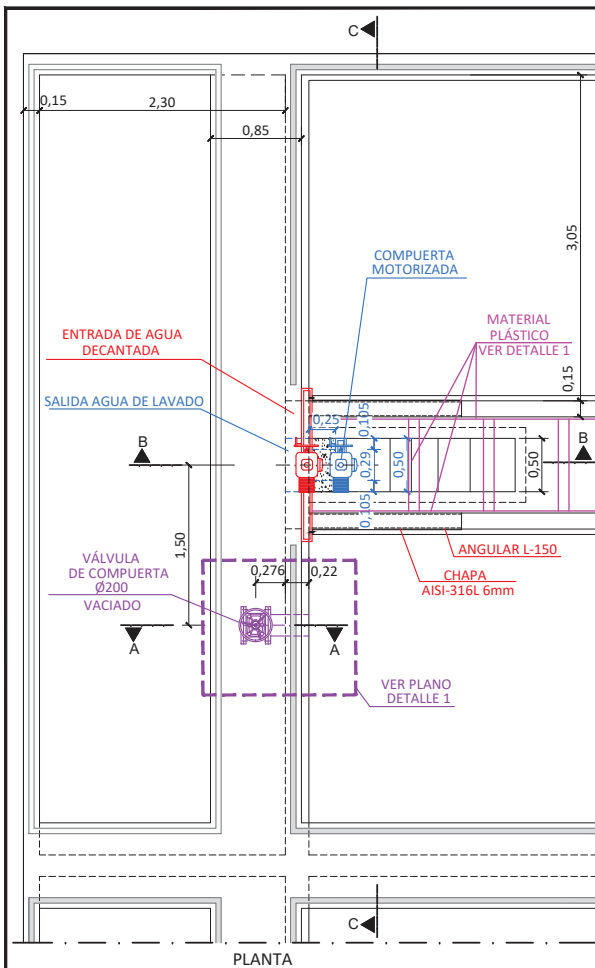 C
0,15
2,30
0,85
3,05
COMPUERTA
MOTORIZADA
MATERIAL
PLÁSTICO
VER DETALLE 1
ENTRADA DE AGUA
DECANTADA
0,15
SALIDA AGUA DE LAVADO
0,25
0,105
B
B
0,29
0,50
0,50
0,105
1,50
ANGULAR L-150
VÁLVULA
DE COMPUERTA
Ø200
VACIADO
0,276
0,22
CHAPA
AISI-316L 6mm
A
A
VER PLANO
DETALLE 1
C
PLANTA